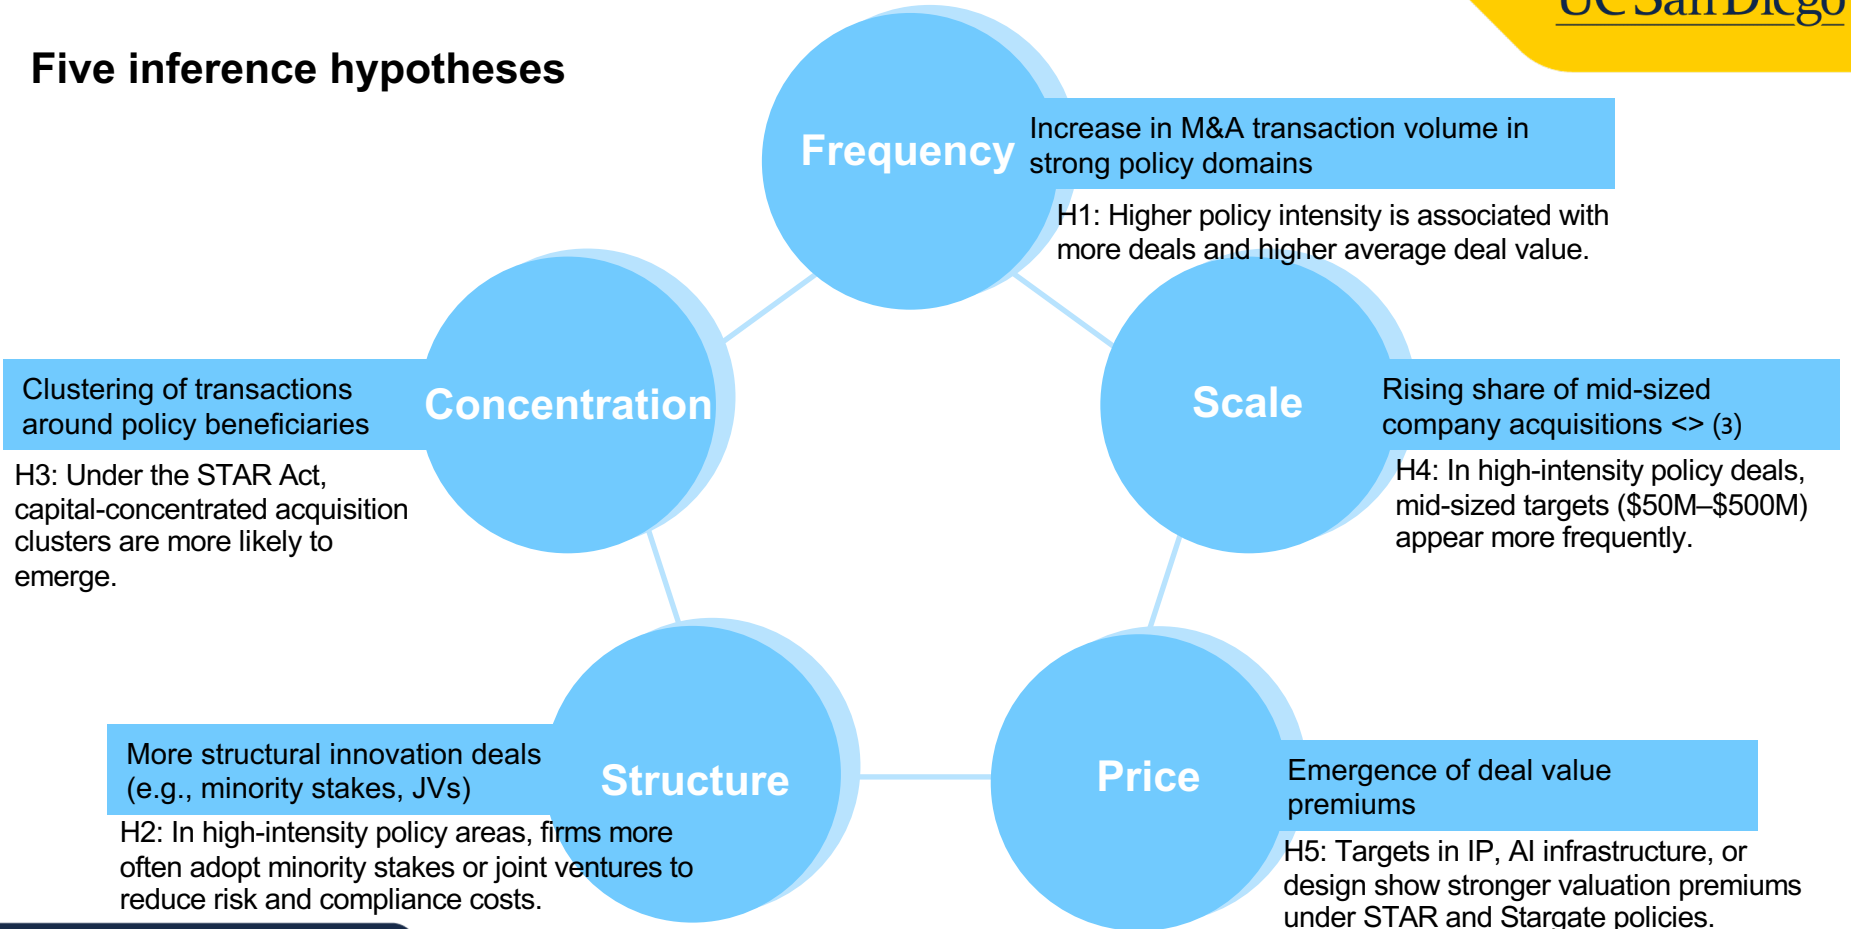 UC San Diego
Five inference hypotheses
Frequency
Increase in M&A transaction volume in
strong policy domains
H1: Higher policy intensity is associated with
more deals and higher average deal value.
Concentration
Clustering of transactions
around policy beneficiaries
H3: Under the STAR Act,
capital-concentrated acquisition
clusters are more likely to
emerge.
Scale
Rising share of mid-sized
company acquisitions <> (3)
H4: In high-intensity policy deals,
mid-sized targets ($50M–$500M)
appear more frequently.
Structure
More structural innovation deals
(e.g., minority stakes, JVs)
H2: In high-intensity policy areas, firms more
often adopt minority stakes or joint ventures to
reduce risk and compliance costs.
Price
Emergence of deal value
premiums
H5: Targets in IP, AI infrastructure, or
design show stronger valuation premiums
under STAR and Stargate policies.